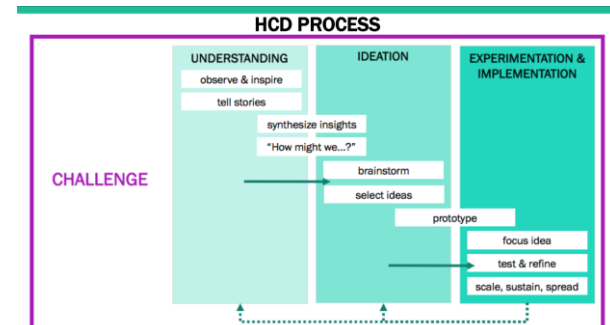 HCD PROCESS
UNDERSTANDING
IDEATION
EXPERIMENTATION &
IMPLEMENTATION
observe & inspire
tell stories
synthesize insights
"How might we...?"
CHALLENGE
brainstorm
select ideas
prototype
focus idea
test & refine
scale, sustain, spread